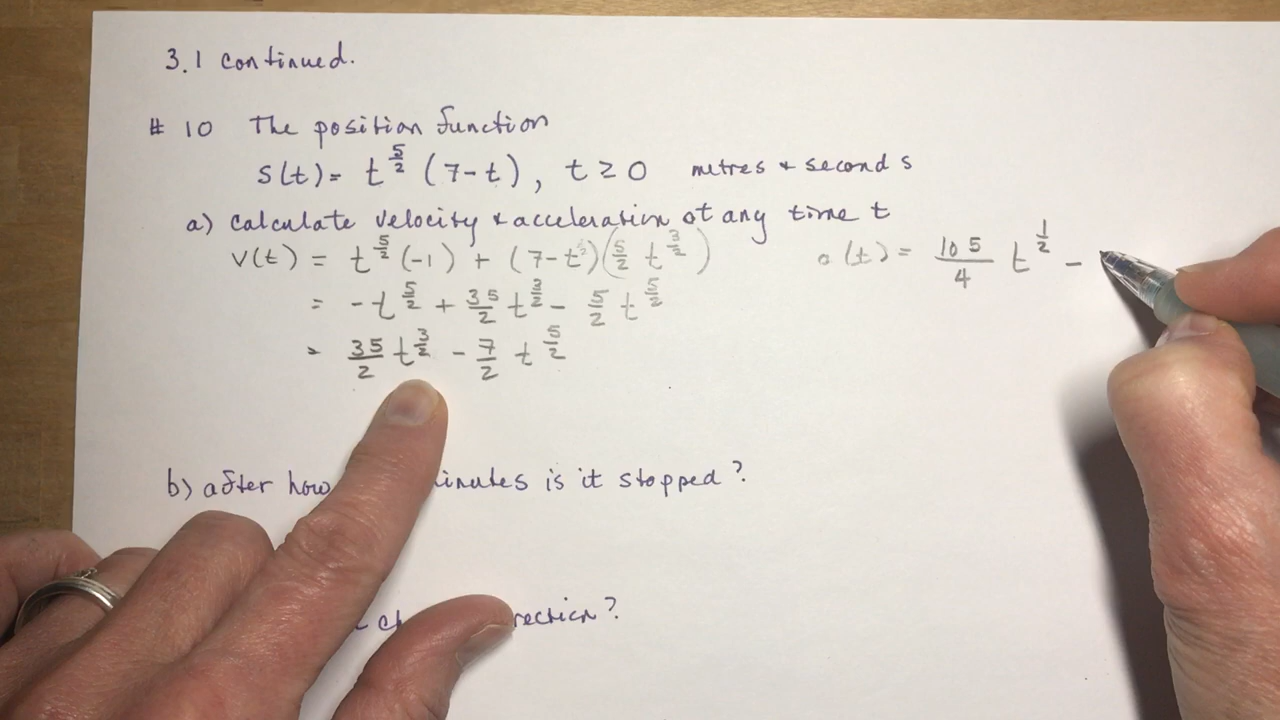 3.1 continued.
# 10 The position function
s(t) = t^(5/2) (7-t), t ≥ 0 metres + seconds
a) calculate velocity + acceleration at any time t
v(t) = t^(5/2) (-1) + (7-t)(5/2 t^(3/2)) a(t) = 105/4 t^(1/2) -
= -t^(5/2) + 35/2 t^(3/2) - 5/2 t^(5/2)
= 35/2 t^(3/2) - 7/2 t^(5/2)
b) after how is it stopped?